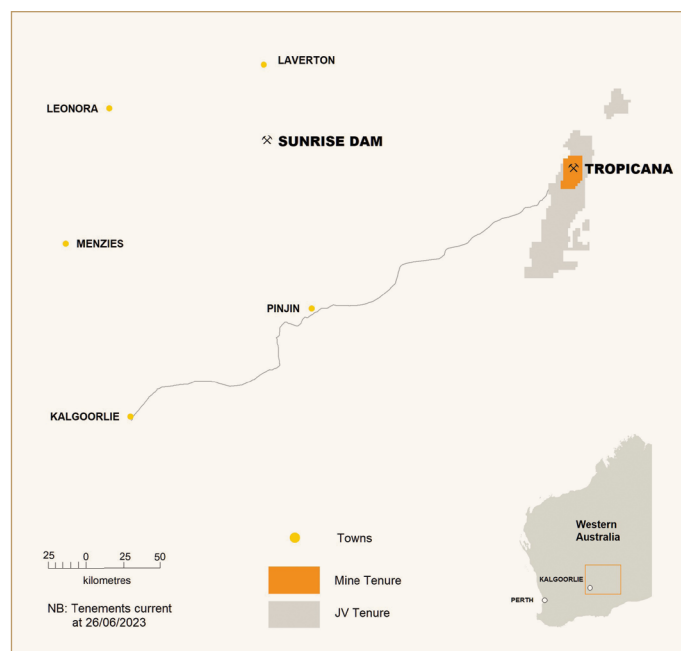 LAVERTON
LEONORA
SUNRISE DAM
TROPICANA
MENZIES
PINJIN
KALGOORLIE
25 0 25 50
kilometres
NB: Tenements current
at 26/06/2023
Towns
Mine Tenure
JV Tenure
Western
Australia
KALGOORLIE
PERTH